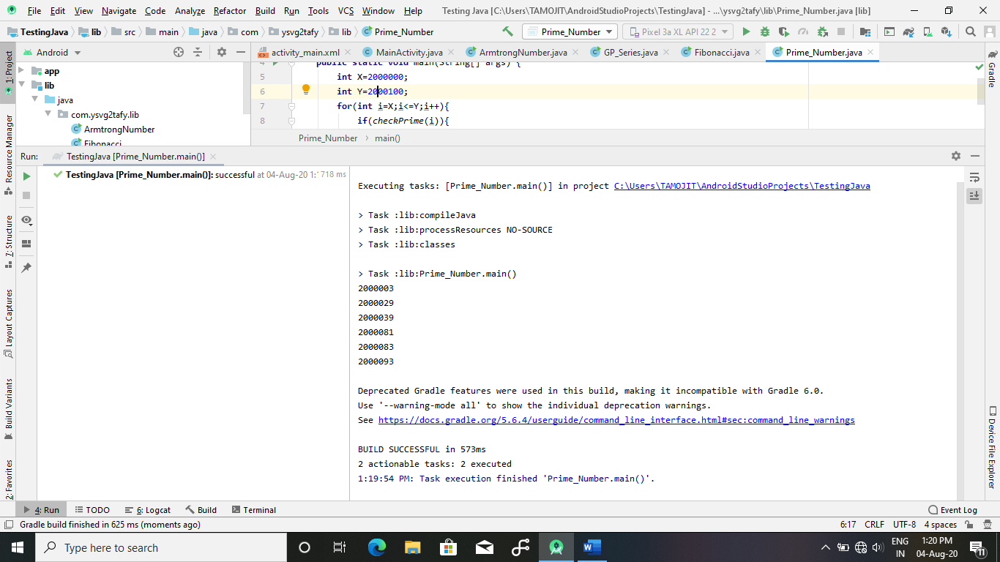 File Edit View Navigate Code Analyze Refactor Build Run Tools VCS Window Help Testing Java [C:\Users\TAMOJIT\AndroidStudioProjects\TestingJava] - ...\ysvg2tafy\lib\Prime_Number.java [lib]
TestingJava lib src main java com ysvg2tafy lib Prime_Number Prime_Number Pixel 3a XL API 22 2
Android activity_main.xml MainActivity.java ArmtrongNumber.java GP_Series.java Fibonacci.java Prime_Number.java
1: Project
Resource Manager
7: Structure
Layout Captures
Build Variants
2: Favorites
app
lib
java
com.ysvg2tafy.lib
ArmtrongNumber
Fibonacci
4 public static void main(String[] args) {
5 int X=2000000;
6 int Y=2000100;
7 for(int i=X;i<=Y;i++){
8 if(checkPrime(i)){
Prime_Number main()
Gradle
Device File Explorer
Run: TestingJava [Prime_Number.main()]
TestingJava [Prime_Number.main()]: successful at 04-Aug-20 1: 718 ms
Executing tasks: [Prime_Number.main()] in project C:\Users\TAMOJIT\AndroidStudioProjects\TestingJava
> Task :lib:compileJava
> Task :lib:processResources NO-SOURCE
> Task :lib:classes
> Task :lib:Prime_Number.main()
2000003
2000029
2000039
2000081
2000083
2000093
Deprecated Gradle features were used in this build, making it incompatible with Gradle 6.0.
Use '--warning-mode all' to show the individual deprecation warnings.
See https://docs.gradle.org/5.6.4/userguide/command_line_interface.html#sec:command_line_warnings
BUILD SUCCESSFUL in 573ms
2 actionable tasks: 2 executed
1:19:54 PM: Task execution finished 'Prime_Number.main()'.
4: Run TODO 6: Logcat Build Terminal Event Log
Gradle build finished in 625 ms (moments ago) 6:17 CRLF UTF-8 4 spaces
Type here to search
ENG
IN
1:20 PM
04-Aug-20
11